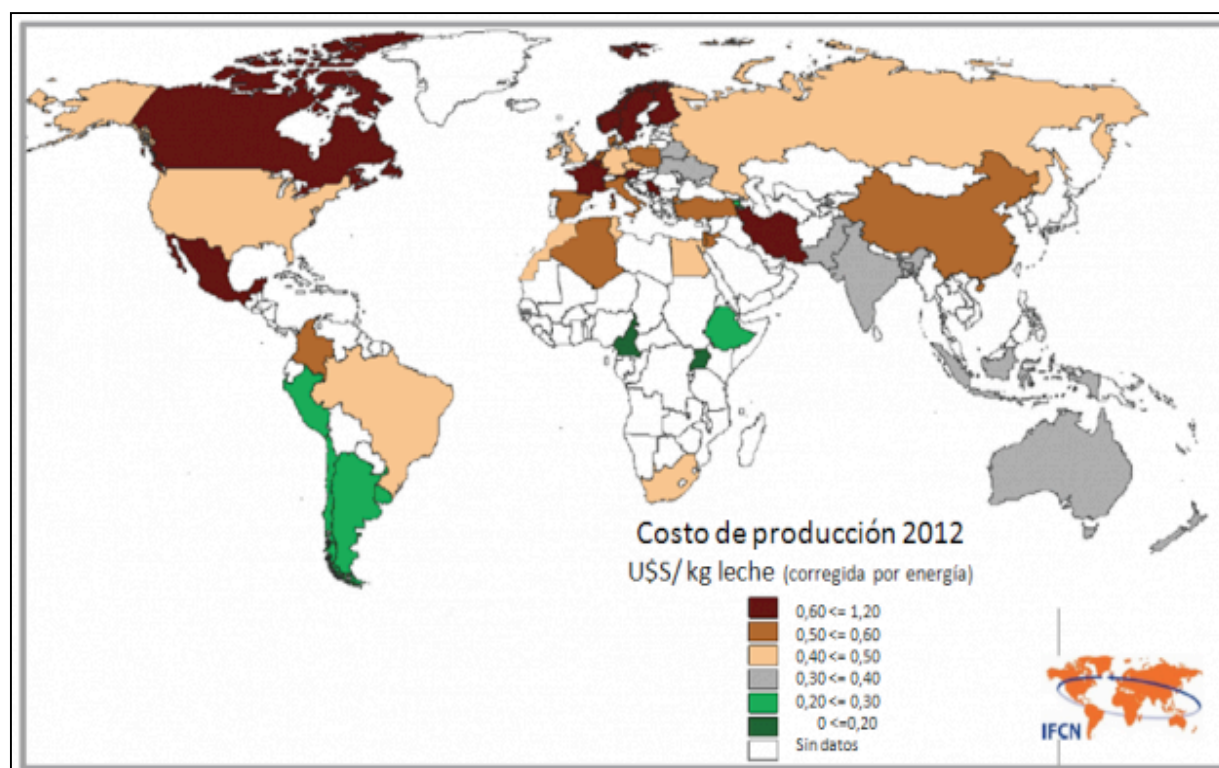 Costo de producción 2012
U$S/ kg leche (corregida por energía)
0,60 <= 1,20
0,50 <= 0,60
0,40 <= 0,50
0,30 <= 0,40
0,20 <= 0,30
0 <=0,20
Sin datos
IFCN